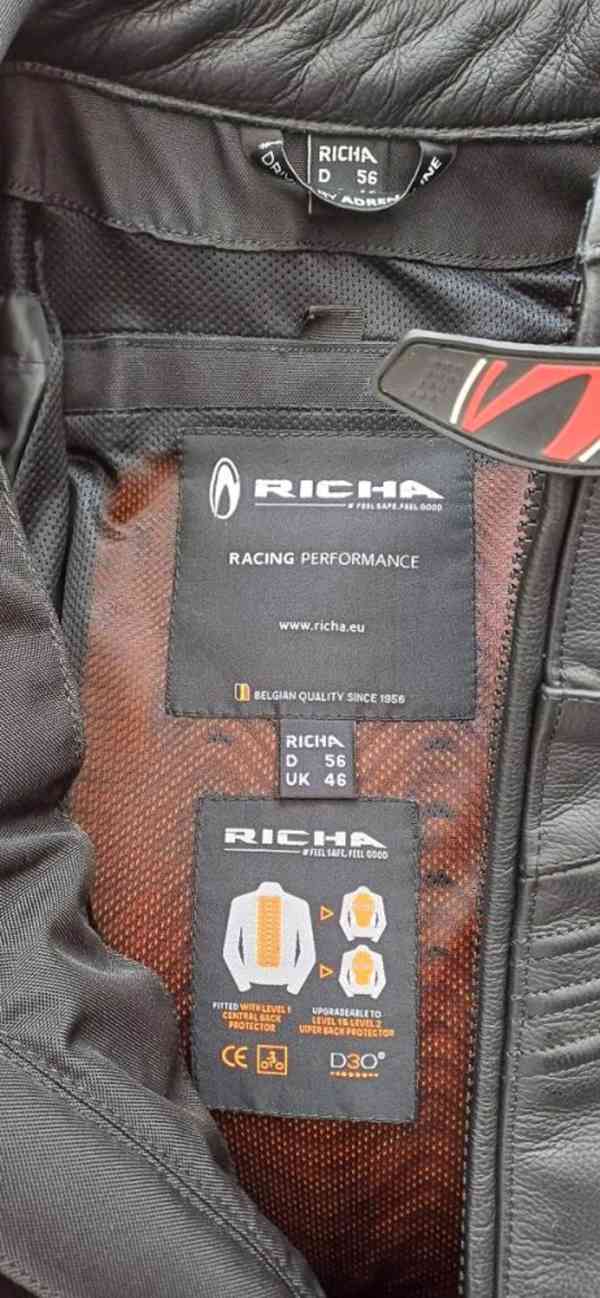 RICHA
D 56
RICHA
# FEEL SAFE. FEEL GOOD
RACING PERFORMANCE
www.richa.eu
BELGIAN QUALITY SINCE 1956
RICHA
D 56
UK 46
RICHA
# FEEL SAFE, FEEL GOOD
FITTED WITH LEVEL 1
CENTRAL BACK
PROTECTOR
UPGRADEABLE TO
LEVEL 1 & LEVEL 2
VIPER BACK PROTECTOR
CE
D3O®